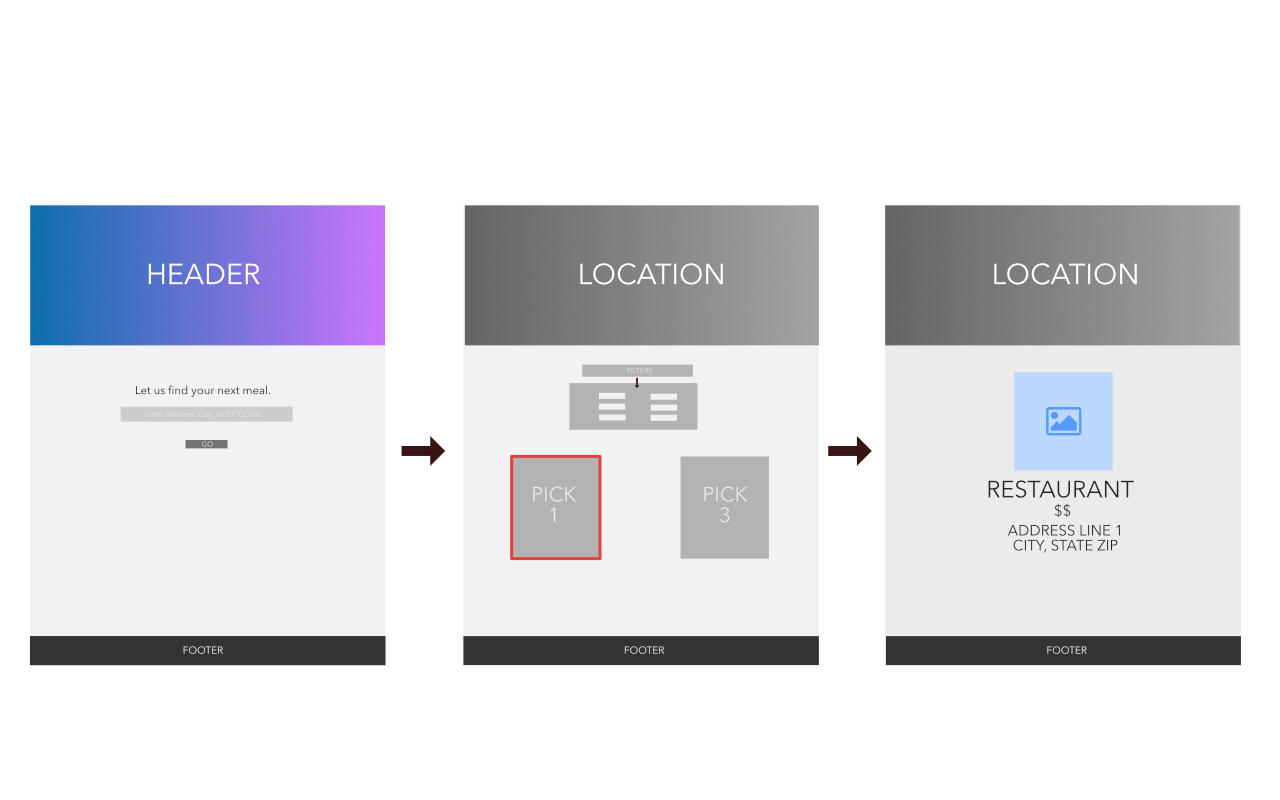 HEADER
Let us find your next meal.
Enter Address, City, or ZIP CODE
GO
FOOTER
LOCATION
FILTERS
PICK
1
PICK
3
FOOTER
LOCATION
RESTAURANT
$$
ADDRESS LINE 1
CITY, STATE ZIP
FOOTER